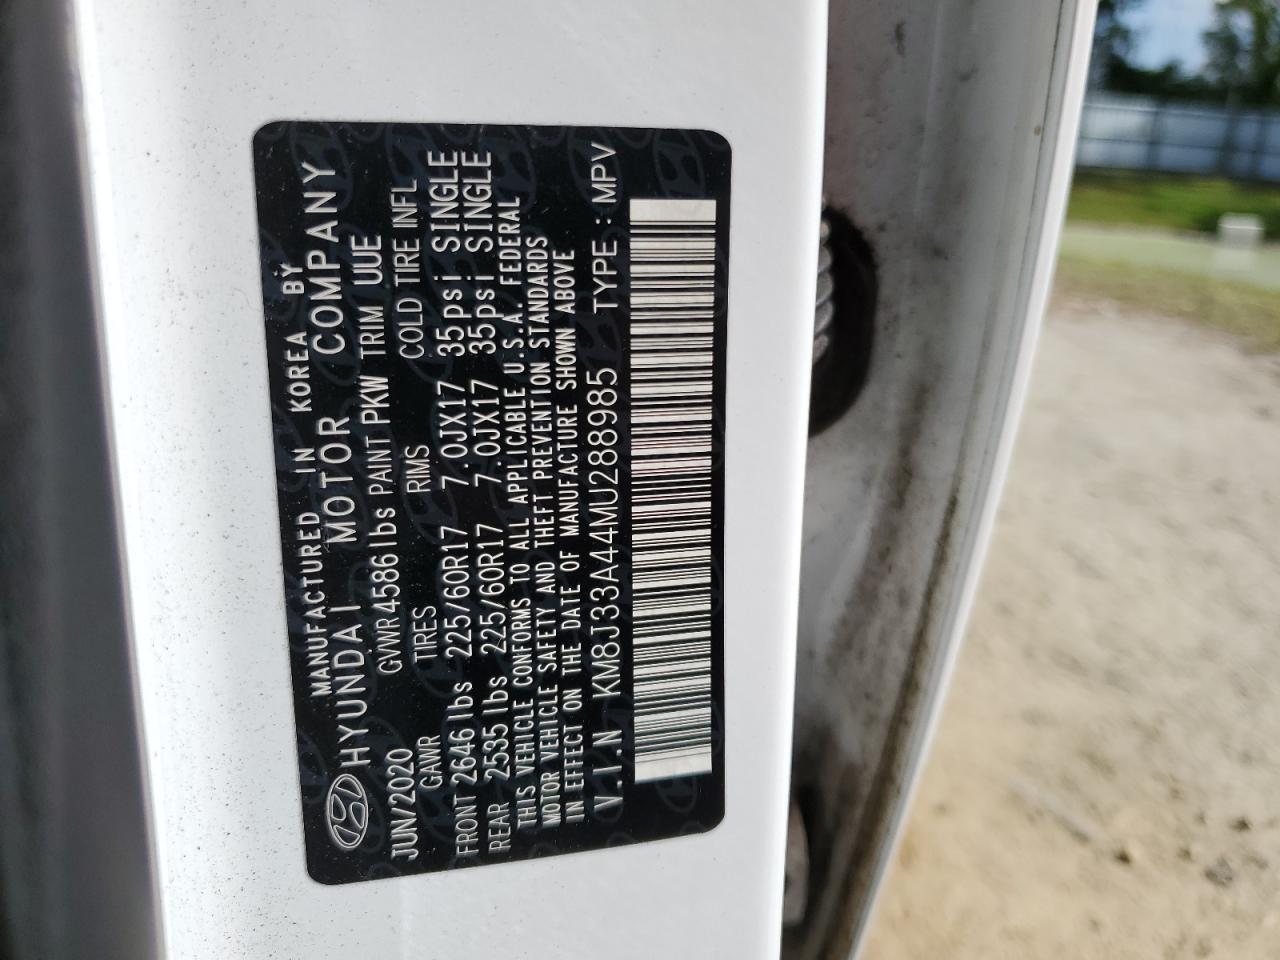 MANUFACTURED IN KOREA BY
HYUNDAI MOTOR COMPANY
JUN/2020 GVWR 4586 lbs PAINT PKW TRIM UUE
GAWR TIRES RIMS COLD TIRE INFL
FRONT 2646 lbs 225/60R17 7.0JX17 35psi SINGLE
REAR 2535 lbs 225/60R17 7.0JX17 35psi SINGLE
THIS VEHICLE CONFORMS TO ALL APPLICABLE U.S.A. FEDERAL
MOTOR VEHICLE SAFETY AND THEFT PREVENTION STANDARDS
IN EFFECT ON THE DATE OF MANUFACTURE SHOWN ABOVE
V.I.N KM8J33A44MU288985 TYPE: MPV